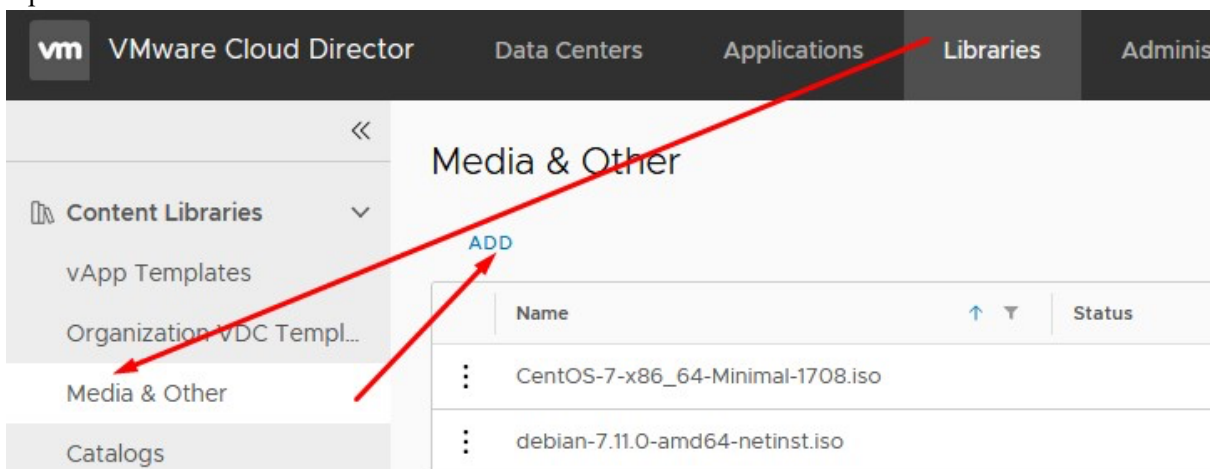 vm VMware Cloud Director Data Centers Applications Libraries Adminis
Media & Other
Content Libraries
ADD
vApp Templates
Name Status
Organization VDC Templ...
CentOS-7-x86_64-Minimal-1708.iso
Media & Other
debian-7.11.0-amd64-netinst.iso
Catalogs